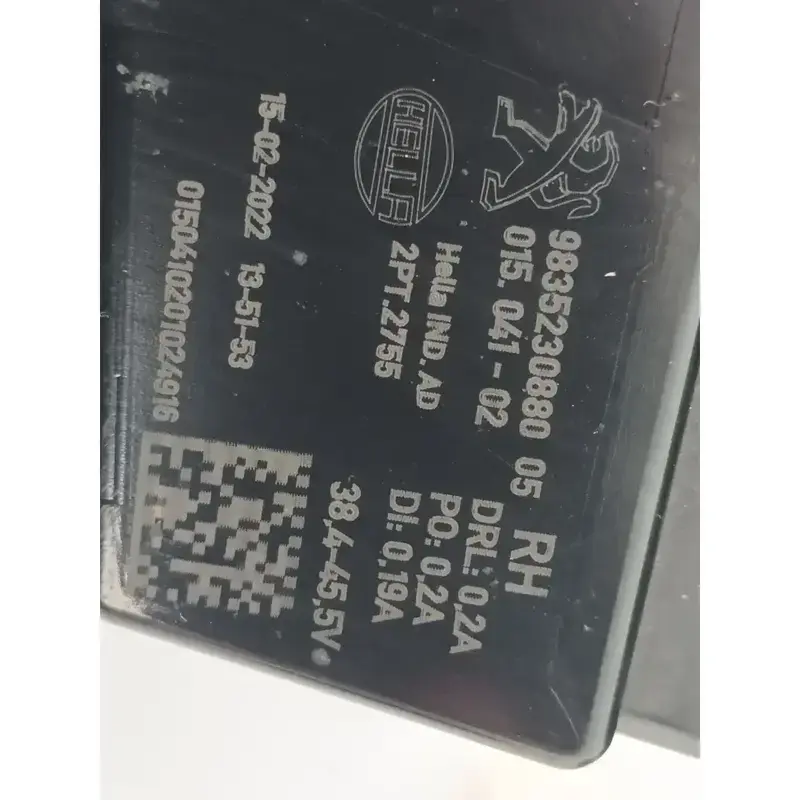 9835230880 05 RH
015. 041-02
DRL: 0,2A
PO: 0,2A
DI: 0,19A
HELLA
Hella IND. AD
2PT.2755
38,4-45,5V
15-02-2022 13-51-53
0150410201024916